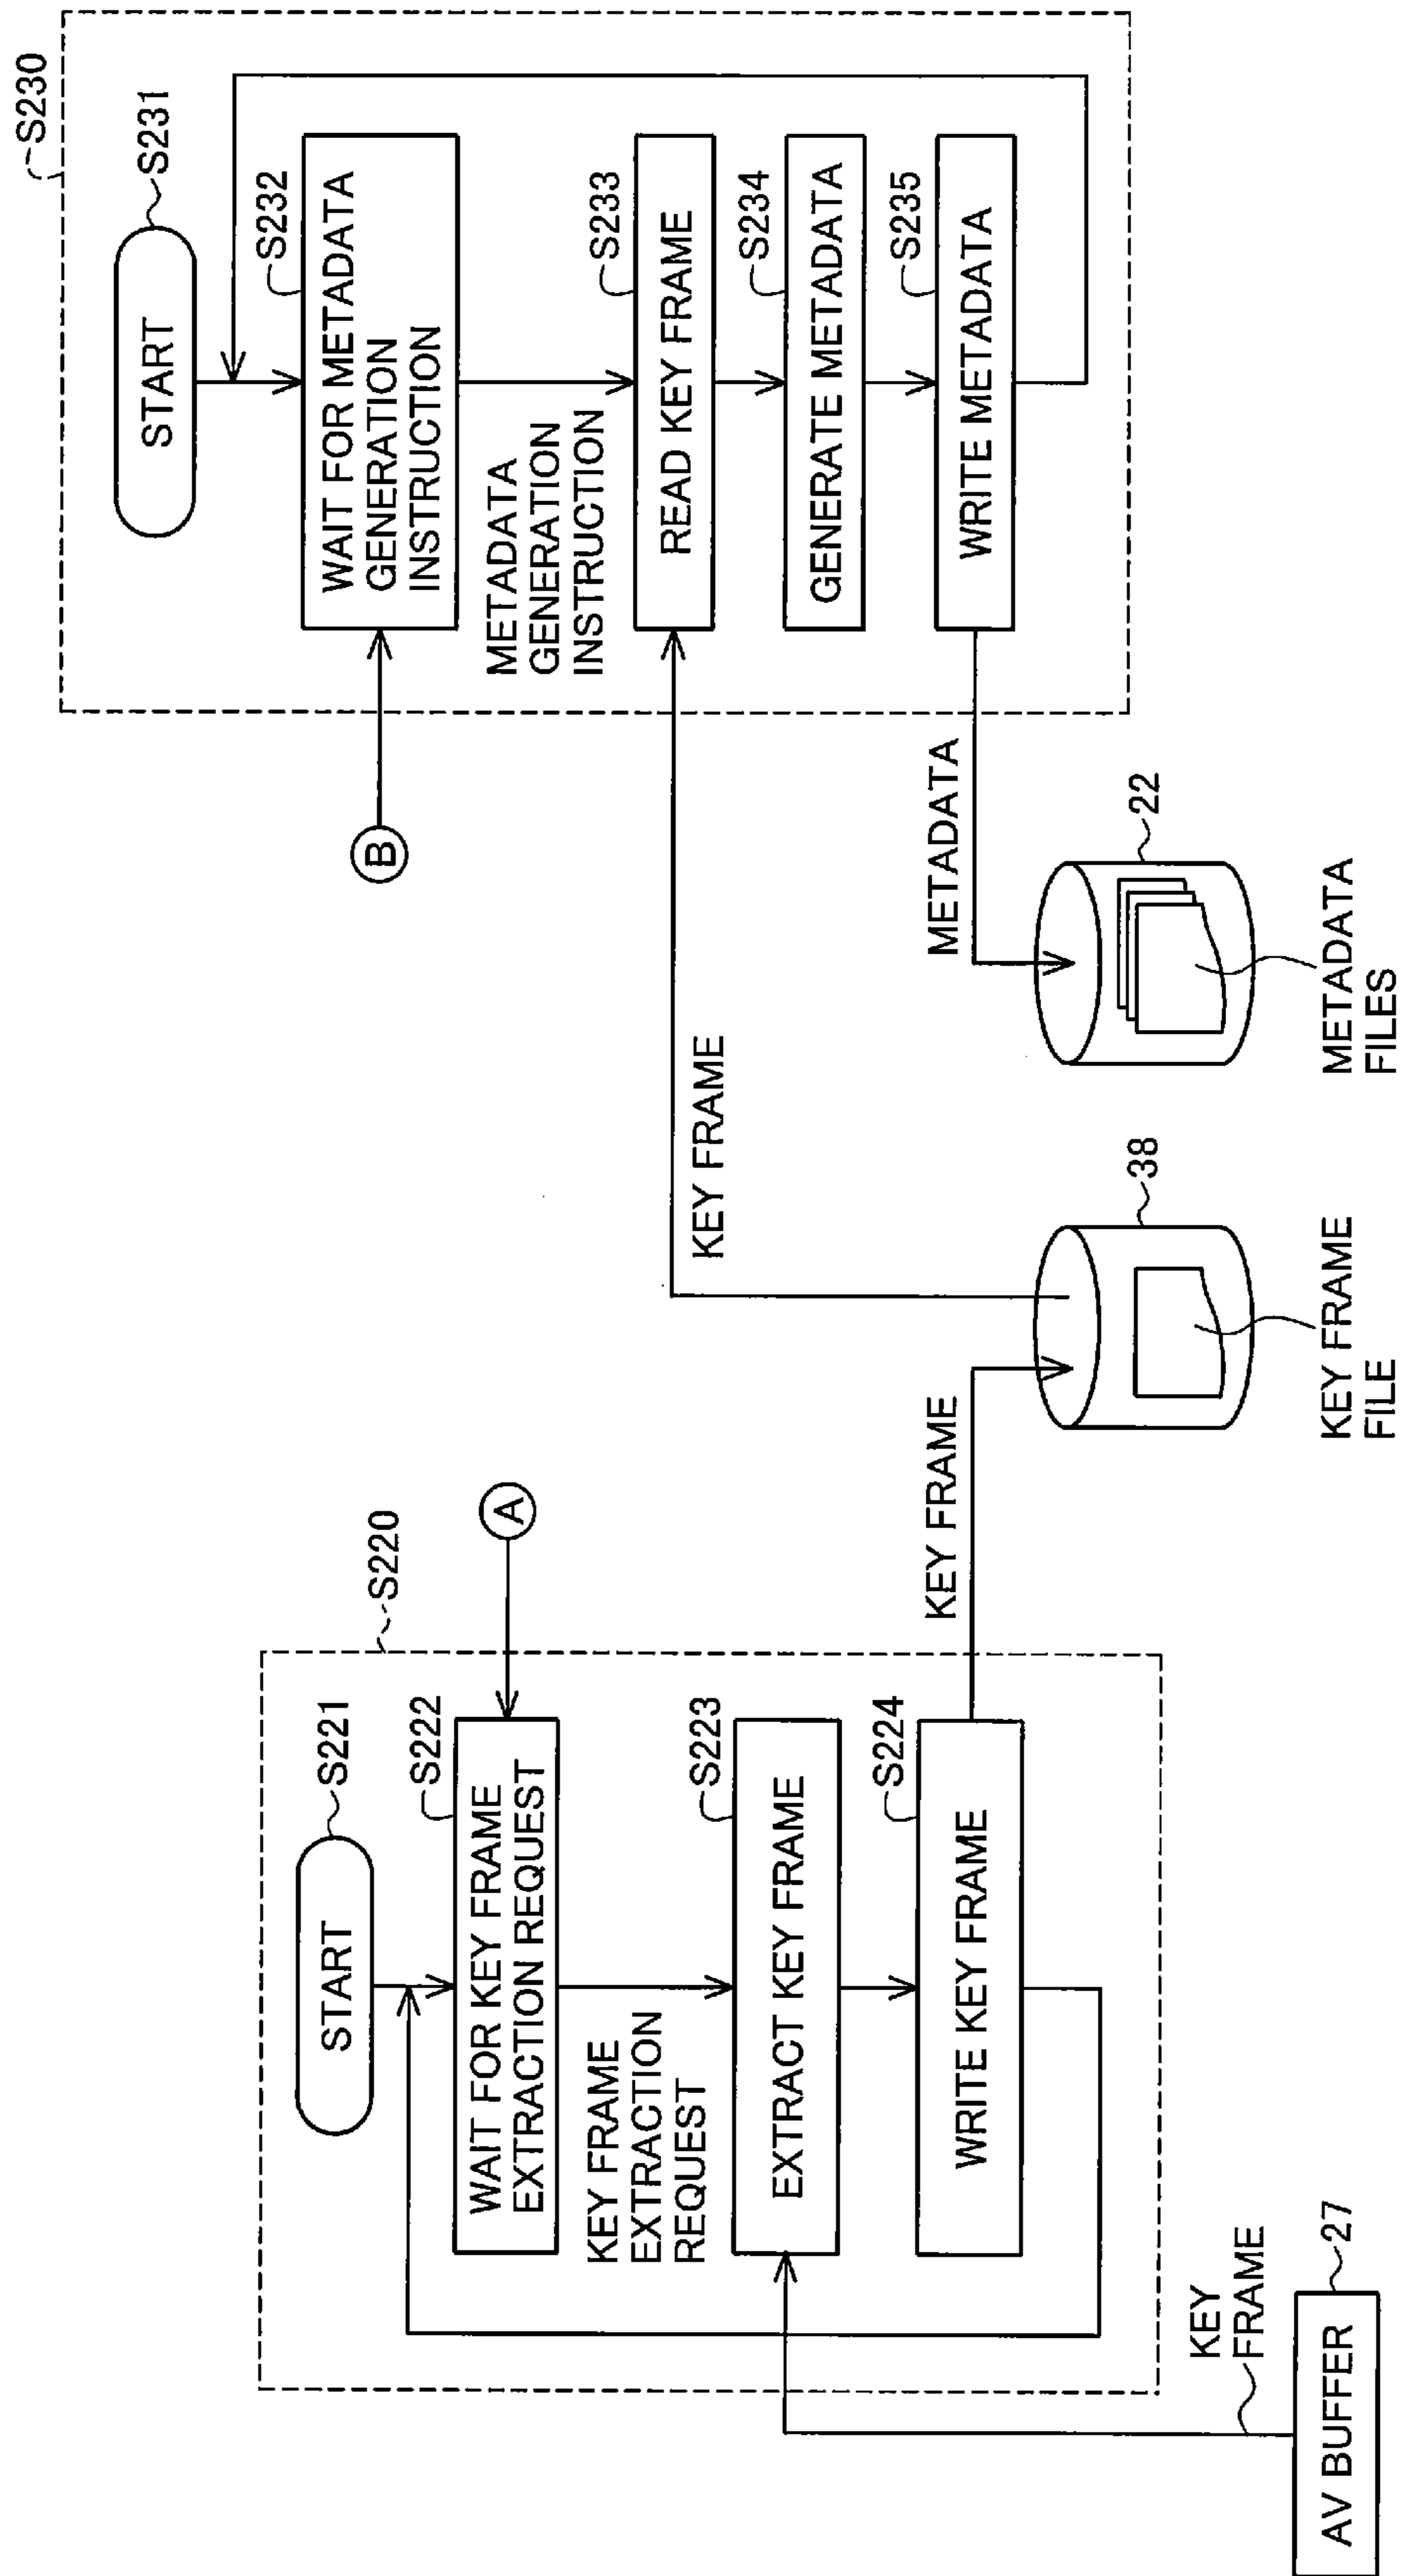 S220
START
S221
WAIT FOR KEY FRAME
EXTRACTION REQUEST
S222
A
KEY FRAME
EXTRACTION
REQUEST
EXTRACT KEY FRAME
S223
WRITE KEY FRAME
S224
KEY
FRAME
AV BUFFER
27
KEY FRAME
38
KEY FRAME
FILE
KEY FRAME
S230
START
S231
B
WAIT FOR METADATA
GENERATION
INSTRUCTION
S232
METADATA
GENERATION
INSTRUCTION
READ KEY FRAME
S233
GENERATE METADATA
S234
WRITE METADATA
S235
METADATA
22
METADATA
FILES